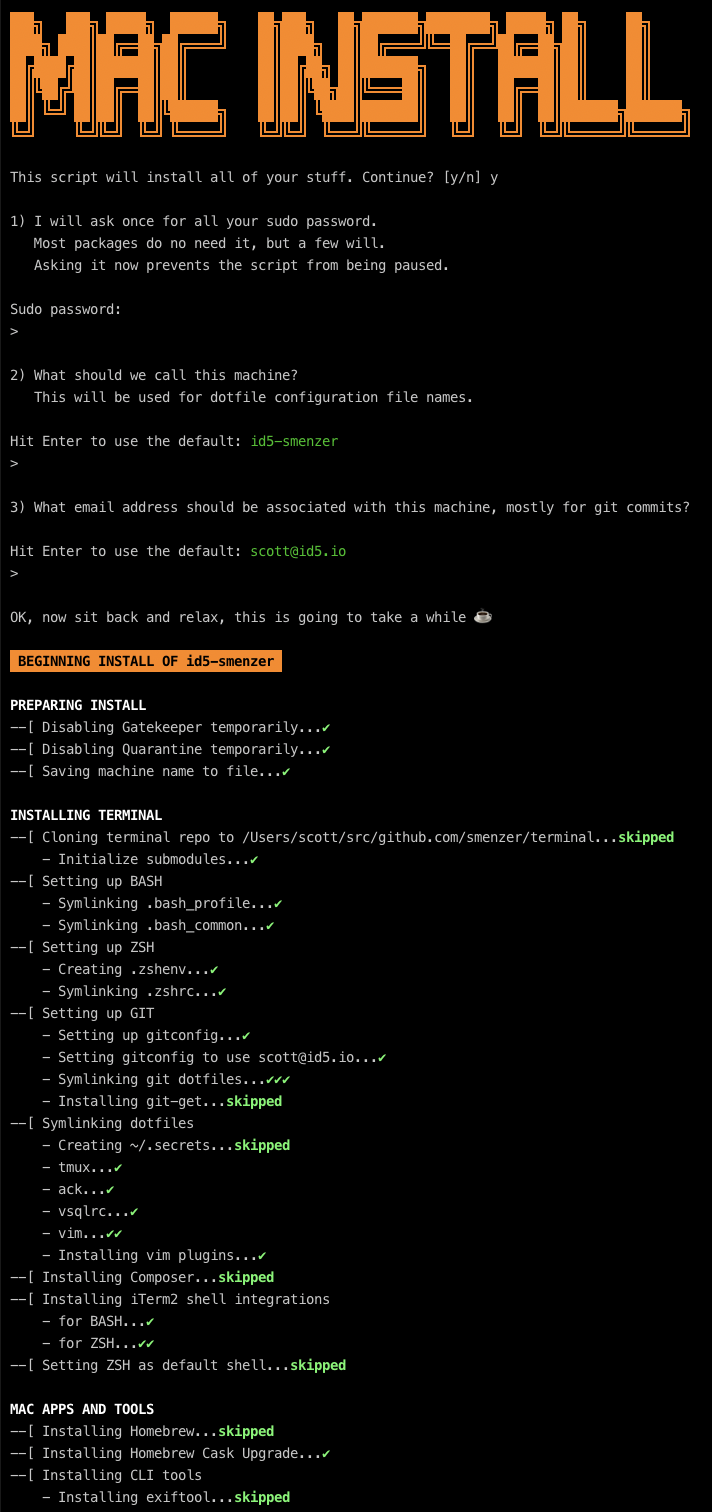 MAC INSTALL
This script will install all of your stuff. Continue? [y/n] y
1) I will ask once for all your sudo password.
Most packages do no need it, but a few will.
Asking it now prevents the script from being paused.
Sudo password:
>
2) What should we call this machine?
This will be used for dotfile configuration file names.
Hit Enter to use the default: id5-smenzer
>
3) What email address should be associated with this machine, mostly for git commits?
Hit Enter to use the default: scott@id5.io
>
OK, now sit back and relax, this is going to take a while ☕
BEGINNING INSTALL OF id5-smenzer
PREPARING INSTALL
--[ Disabling Gatekeeper temporarily...✔
--[ Disabling Quarantine temporarily...✔
--[ Saving machine name to file...✔
INSTALLING TERMINAL
--[ Cloning terminal repo to /Users/scott/src/github.com/smenzer/terminal...skipped
- Initialize submodules...✔
--[ Setting up BASH
- Symlinking .bash_profile...✔
- Symlinking .bash_common...✔
--[ Setting up ZSH
- Creating .zshenv...✔
- Symlinking .zshrc...✔
--[ Setting up GIT
- Setting up gitconfig...✔
- Setting gitconfig to use scott@id5.io...✔
- Symlinking git dotfiles...✔✔✔
- Installing git-get...skipped
--[ Symlinking dotfiles
- Creating ~/.secrets...skipped
- tmux...✔
- ack...✔
- vsqlrc...✔
- vim...✔✔
- Installing vim plugins...✔
--[ Installing Composer...skipped
--[ Installing iTerm2 shell integrations
- for BASH...✔
- for ZSH...✔✔
--[ Setting ZSH as default shell...skipped
MAC APPS AND TOOLS
--[ Installing Homebrew...skipped
--[ Installing Homebrew Cask Upgrade...✔
--[ Installing CLI tools
- Installing exiftool...skipped